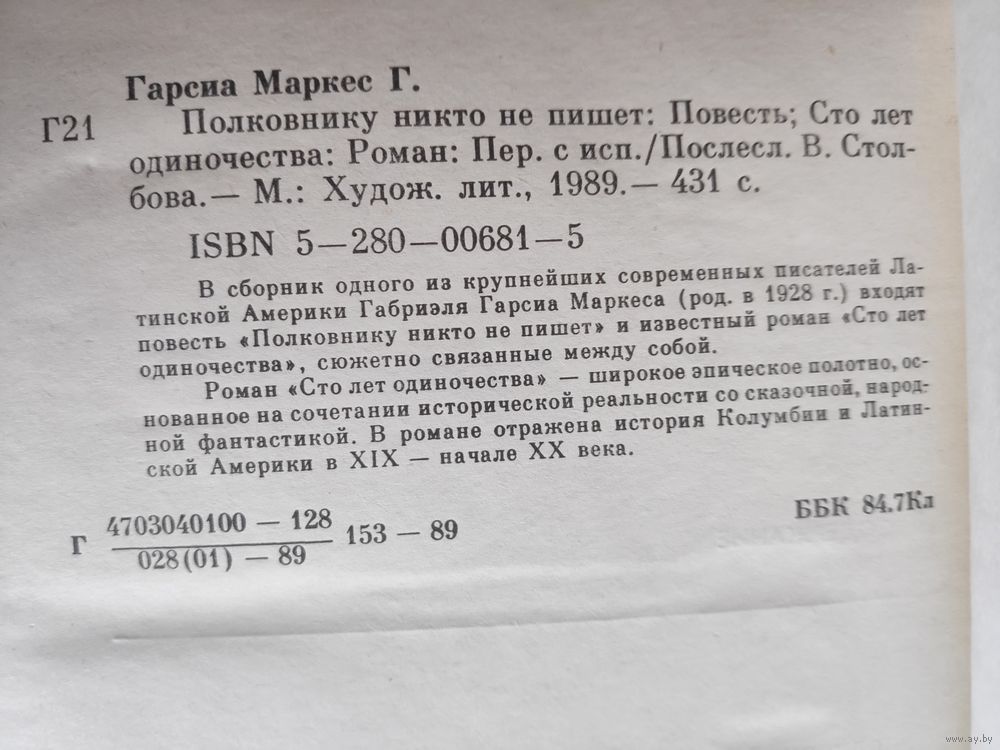 Гарсиа Маркес Г.
Г21 Полковнику никто не пишет: Повесть; Сто лет
одиночества: Роман: Пер. с исп./Послесл. В. Стол-
бова.— М.: Худож. лит., 1989.— 431 с.
ISBN 5—280—00681—5
В сборник одного из крупнейших современных писателей Ла-
тинской Америки Габриэля Гарсиа Маркеса (род. в 1928 г.) входят
повесть «Полковнику никто не пишет» и известный роман «Сто лет
одиночества», сюжетно связанные между собой.
Роман «Сто лет одиночества» — широкое эпическое полотно, ос-
нованное на сочетании исторической реальности со сказочной, народ-
ной фантастикой. В романе отражена история Колумбии и Латин-
ской Америки в XIX — начале XX века.
Г 4703040100 — 128
028(01) — 89 153 — 89
ББК 84.7Кл
www.ay.by